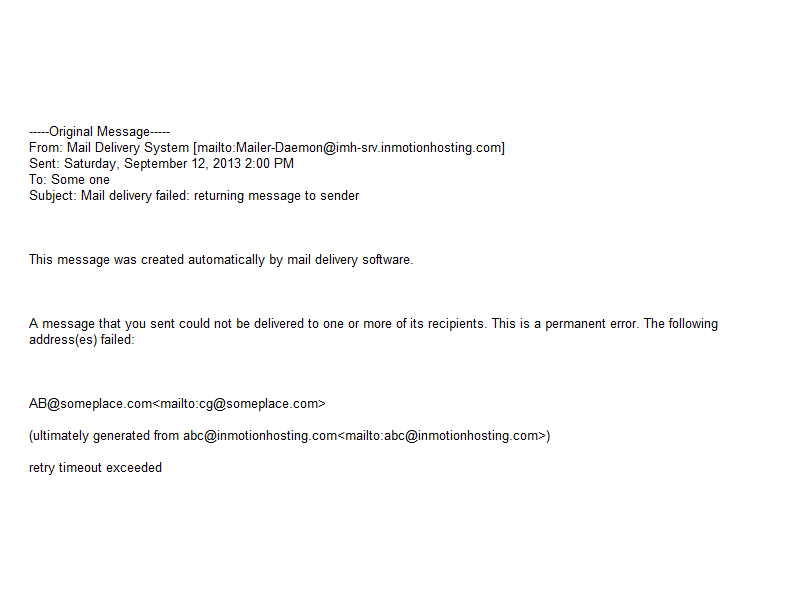 -----Original Message-----
From: Mail Delivery System [mailto:Mailer-Daemon@imh-srv.inmotionhosting.com]
Sent: Saturday, September 12, 2013 2:00 PM
To: Some one
Subject: Mail delivery failed: returning message to sender
This message was created automatically by mail delivery software.
A message that you sent could not be delivered to one or more of its recipients. This is a permanent error. The following
address(es) failed:
AB@someplace.com<mailto:cg@someplace.com>
(ultimately generated from abc@inmotionhosting.com<mailto:abc@inmotionhosting.com>)
retry timeout exceeded